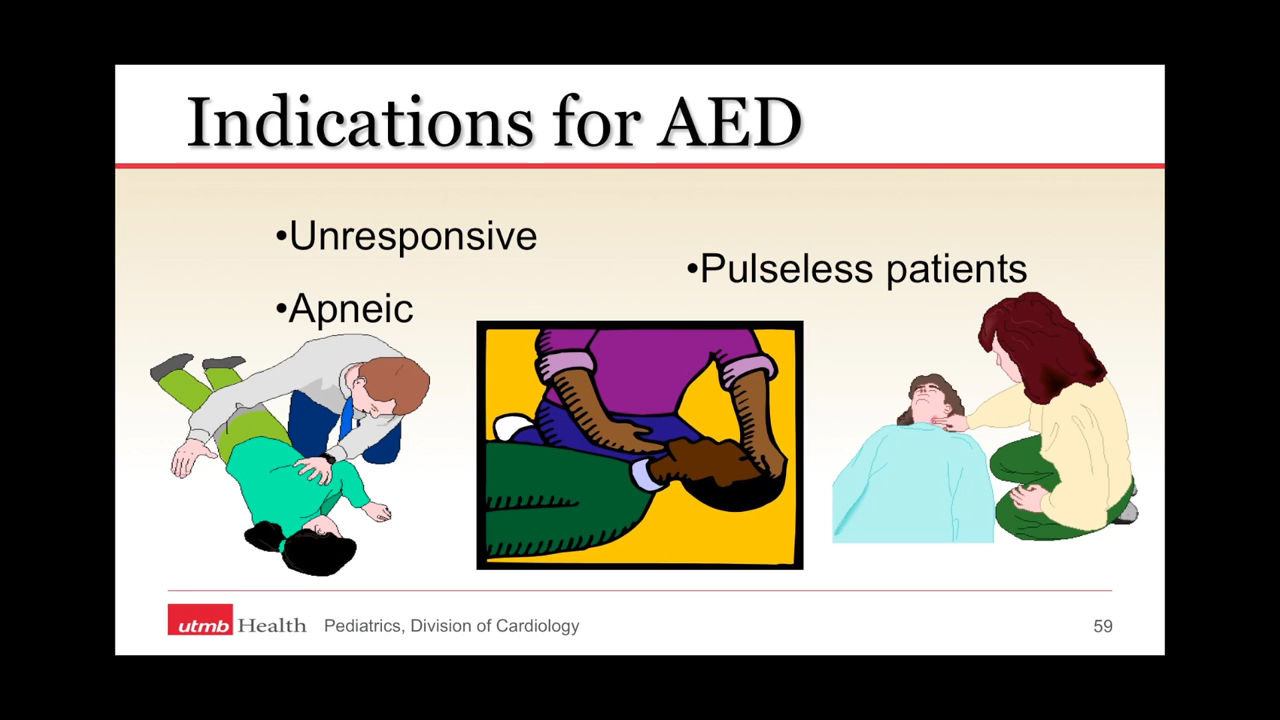 Indications for AED
•Unresponsive
•Pulseless patients
•Apneic
utmb Health Pediatrics, Division of Cardiology 59